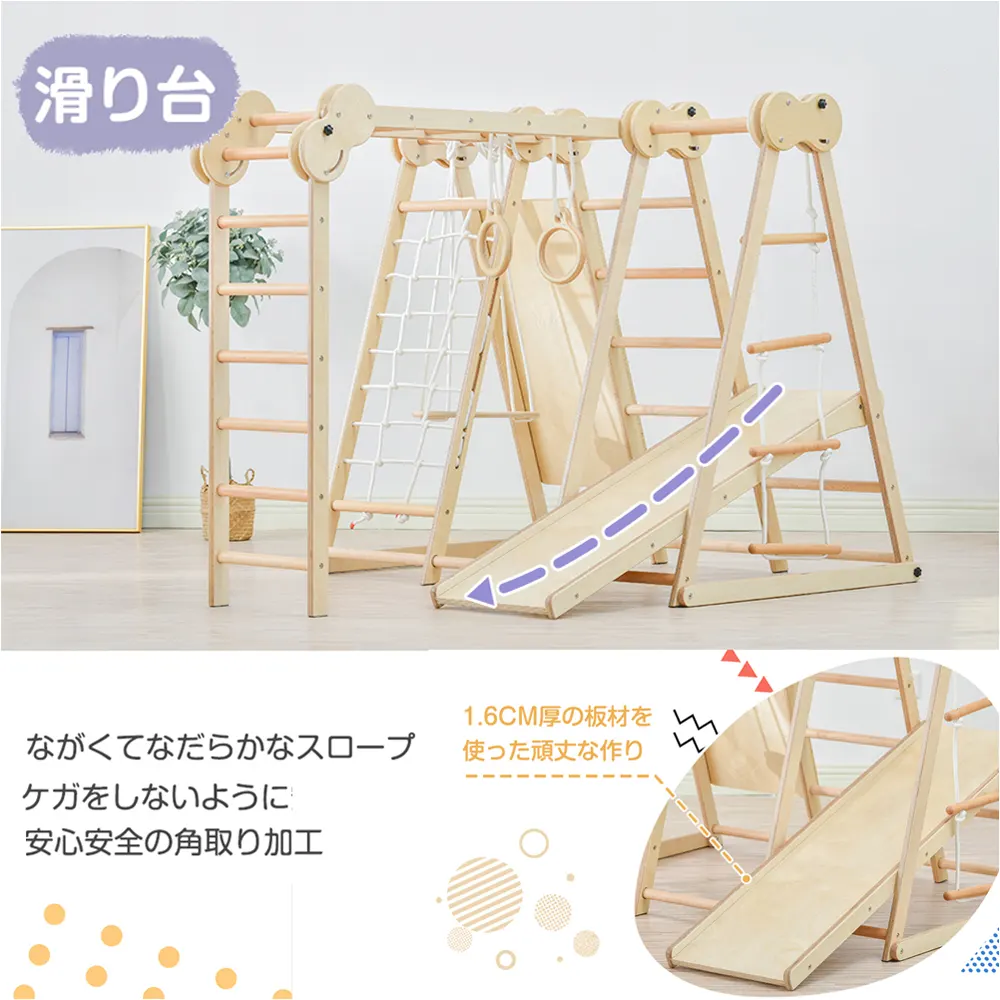 滑り台
ながくてなだらかなスロープ
ケガをしないように
安心安全の角取り加工
1.6CM厚の板材を
使った頑丈な作り